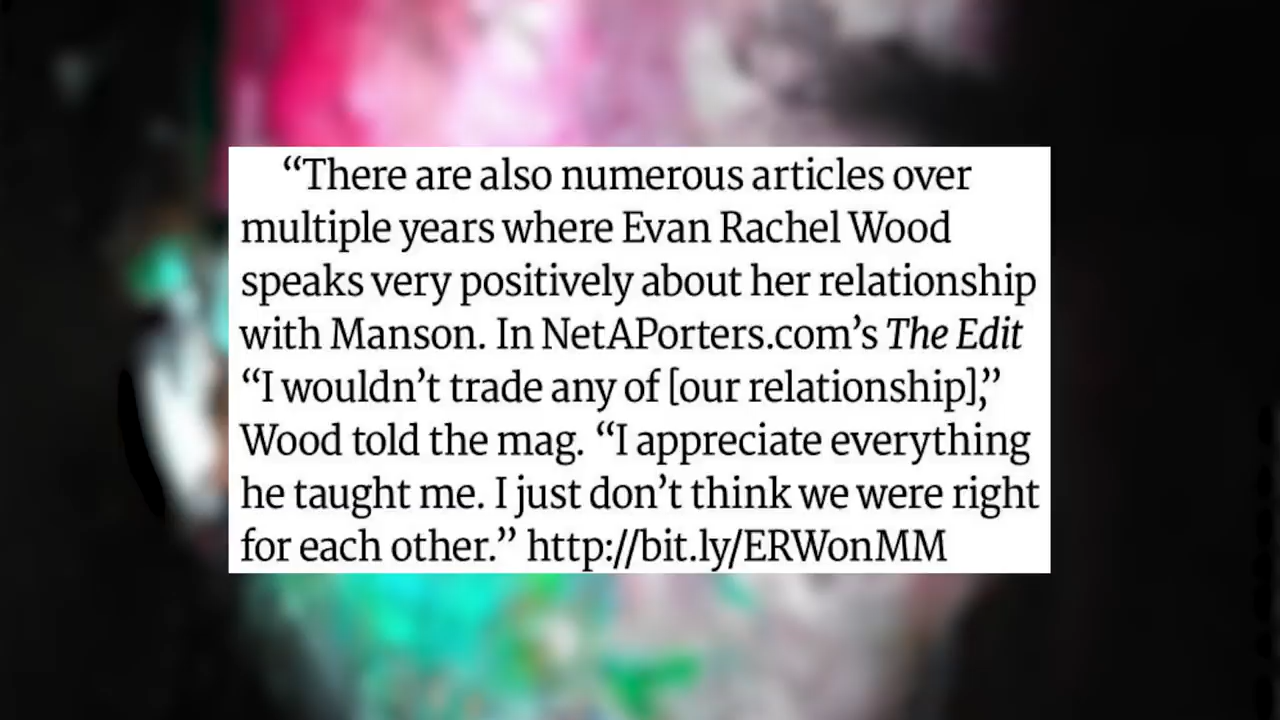 “There are also numerous articles over
multiple years where Evan Rachel Wood
speaks very positively about her relationship
with Manson. In NetAPorters.com’s The Edit
“I wouldn’t trade any of [our relationship],”
Wood told the mag. “I appreciate everything
he taught me. I just don’t think we were right
for each other.” http://bit.ly/ERWonMM